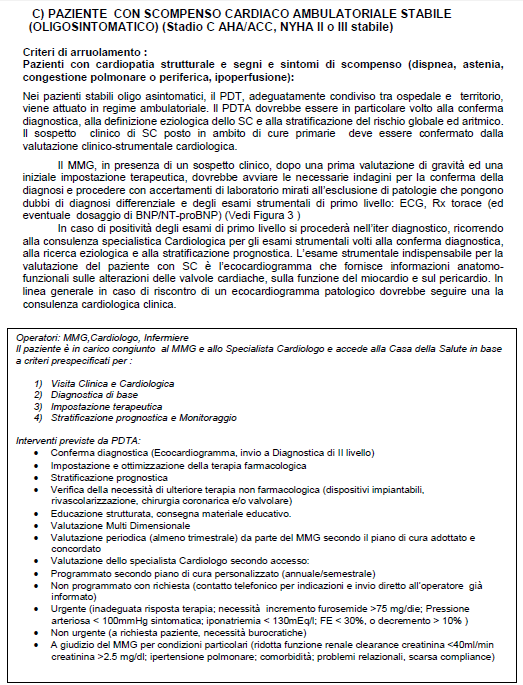 C) PAZIENTE CON SCOMPENSO CARDIACO AMBULATORIALE STABILE
(OLIGOSINTOMATICO) (Stadio C AHA/ACC, NYHA II o III stabile)
Criteri di arruolamento :
Pazienti con cardiopatia strutturale e segni e sintomi di scompenso (dispnea, astenia,
congestione polmonare o periferica, ipoperfusione):
Nei pazienti stabili oligo asintomatici, il PDT, adeguatamente condiviso tra ospedale e territorio,
viene attuato in regime ambulatoriale. Il PDTA dovrebbe essere in particolare volto alla conferma
diagnostica, alla definizione eziologica dello SC e alla stratificazione del rischio globale ed aritmico.
Il sospetto clinico di SC posto in ambito di cure primarie deve essere confermato dalla
valutazione clinico-strumentale cardiologica.
Il MMG, in presenza di un sospetto clinico, dopo una prima valutazione di gravità ed una
iniziale impostazione terapeutica, dovrebbe avviare le necessarie indagini per la conferma della
diagnosi e procedere con accertamenti di laboratorio mirati all'esclusione di patologie che pongono
dubbi di diagnosi differenziale e degli esami strumentali di primo livello: ECG, Rx torace (ed
eventuale dosaggio di BNP/NT-proBNP) (Vedi Figura 3 )
In caso di positività degli esami di primo livello si procederà nell'iter diagnostico, ricorrendo
alla consulenza specialistica Cardiologica per gli esami strumentali volti alla conferma diagnostica,
alla ricerca eziologica e alla stratificazione prognostica. L'esame strumentale indispensabile per la
valutazione del paziente con SC è l'ecocardiogramma che fornisce informazioni anatomo-
funzionali sulle alterazioni delle valvole cardiache, sulla funzione del miocardio e sul pericardio. In
linea generale in caso di riscontro di un ecocardiogramma patologico dovrebbe seguire una la
consulenza cardiologica clinica.
Operatori: MMG,Cardiologo, Infermiere
Il paziente è in carico congiunto al MMG e allo Specialista Cardiologo e accede alla Casa della Salute in base
a criteri prespecificati per :
1) Visita Clinica e Cardiologica
2) Diagnostica di base
3) Impostazione terapeutica
4) Stratificazione prognostica e Monitoraggio
Interventi previste da PDTA:
• Conferma diagnostica (Ecocardiogramma, invio a Diagnostica di II livello)
• Impostazione e ottimizzazione della terapia farmacologica
• Stratificazione prognostica
• Verifica della necessità di ulteriore terapia non farmacologica (dispositivi impiantabili,
rivascolarizzazione, chirurgia coronarica e/o valvolare)
• Educazione strutturata, consegna materiale educativo.
• Valutazione Multi Dimensionale
• Valutazione periodica (almeno trimestrale) da parte del MMG secondo il piano di cura adottato e
concordato
• Valutazione dello specialista Cardiologo secondo accesso:
• Programmato secondo piano di cura personalizzato (annuale/semestrale)
• Non programmato con richiesta (contatto telefonico per indicazioni e invio diretto all'operatore già
informato)
• Urgente (inadeguata risposta terapia; necessità incremento furosemide >75 mg/die; Pressione
arteriosa < 100mmHg sintomatica; iponatriemia < 130mEq/l; FE < 30%, o decremento > 10% )
• Non urgente (a richiesta paziente, necessità burocratiche)
• A giudizio del MMG per condizioni particolari (ridotta funzione renale clearance creatinina <40ml/min
creatinina >2.5 mg/dl; ipertensione polmonare; comorbidità; problemi relazionali, scarsa compliance)